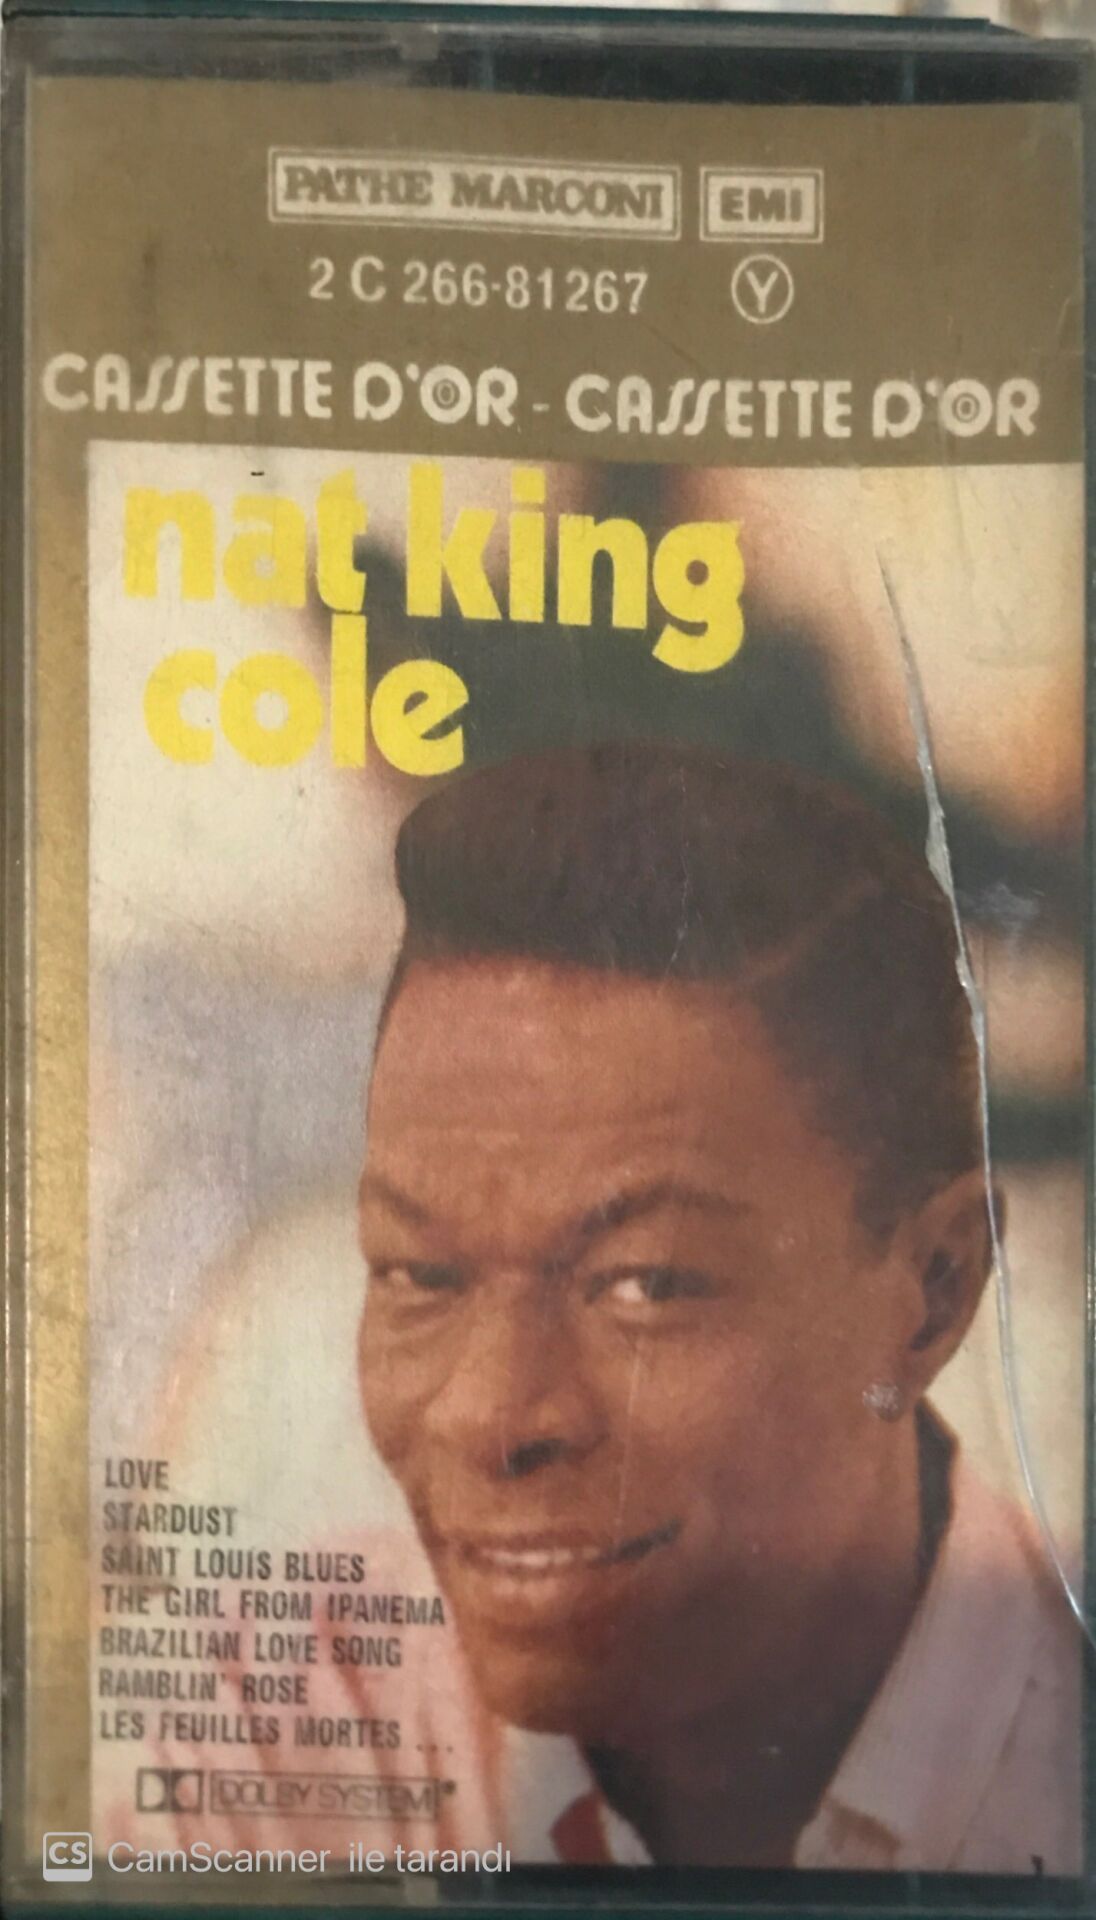 PATHE MARCONI EMI
2 C 266-81267 Y
CASSETTE D'OR - CASSETTE D'OR
nat king
cole
LOVE
STARDUST
SAINT LOUIS BLUES
THE GIRL FROM IPANEMA
BRAZILIAN LOVE SONG
RAMBLIN' ROSE
LES FEUILLES MORTES ...
DOLBY SYSTEM
CS CamScanner ile tarandı